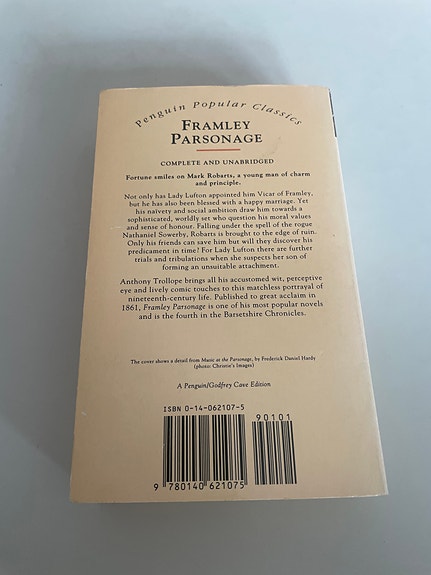 Penguin Popular Classics
FRAMLEY
PARSONAGE
COMPLETE AND UNABRIDGED
Fortune smiles on Mark Robarts, a young man of charm
and principle.
Not only has Lady Lufton appointed him Vicar of Framley,
but he has also been blessed with a happy marriage. Yet
his naivety and social ambition draw him towards a
sophisticated, worldly set who question his moral values
and sense of honour. Falling under the spell of the rogue
Nathaniel Sowerby, Robarts is brought to the edge of ruin.
Only his friends can save him but will they discover his
predicament in time? For Lady Lufton there are further
trials and tribulations when she suspects her son of
forming an unsuitable attachment.
Anthony Trollope brings all his accustomed wit, perceptive
eye and lively comic touches to this matchless portrayal of
nineteenth-century life. Published to great acclaim in
1861, Framley Parsonage is one of his most popular novels
and is the fourth in the Barsetshire Chronicles.
The cover shows a detail from Music at the Parsonage, by Frederick Daniel Hardy
(photo: Christie's Images)
A Penguin/Godfrey Cave Edition
ISBN 0-14-062107-5
90101
9 780140 621075